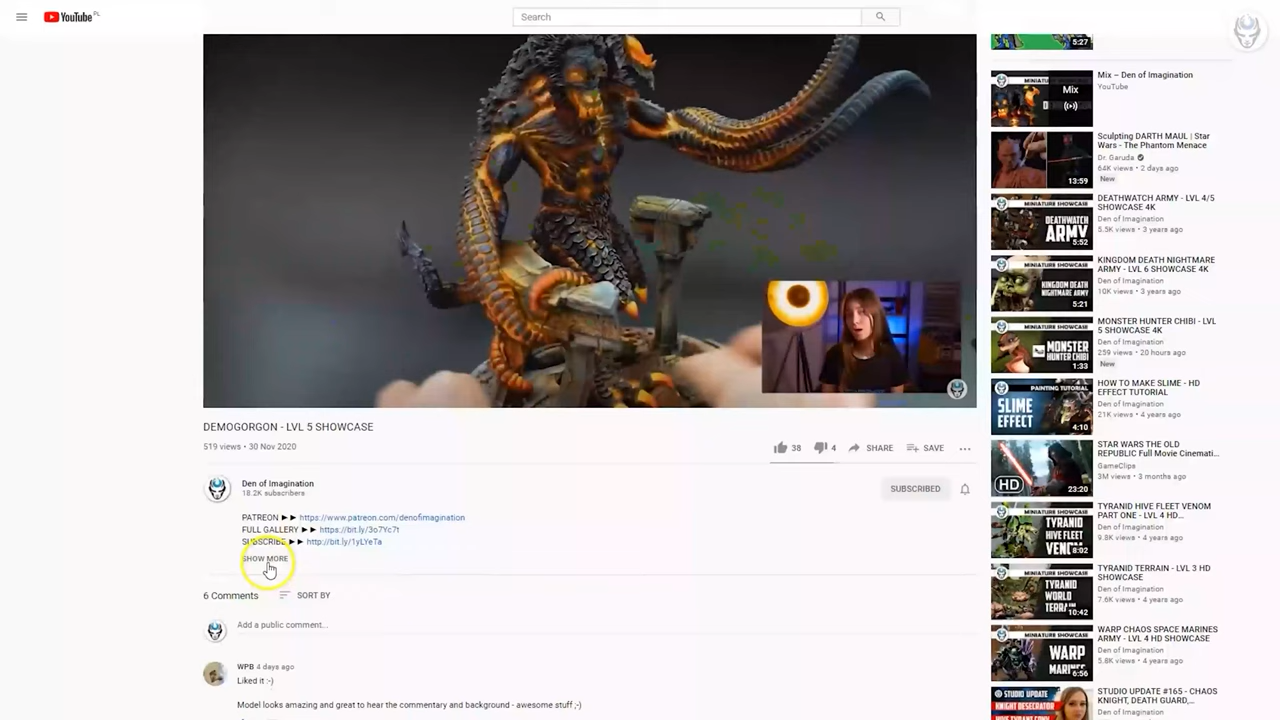 YouTube PL
Search
DEMOGORGON - LVL 5 SHOWCASE
519 views • 30 Nov 2020
38
4
SHARE
SAVE
Den of Imagination
18.2K subscribers
SUBSCRIBED
PATREON ►► https://www.patreon.com/denofimagination
FULL GALLERY ►► https://bit.ly/3o7Yc7t
SUBSCRIBE ►► http://bit.ly/1yLYeTa
SHOW MORE
6 Comments
SORT BY
Add a public comment...
WPB 4 days ago
Liked it :-)
Model looks amazing and great to hear the commentary and background - awesome stuff ;-)
5:27
Mix
Mix – Den of Imagination
YouTube
13:59
Sculpting DARTH MAUL | Star
Wars - The Phantom Menace
Dr. Garuda
64K views • 2 days ago
New
MINIATURE SHOWCASE
DEATHWATCH
ARMY
5:52
DEATHWATCH ARMY - LVL 4/5
SHOWCASE 4K
Den of Imagination
5.5K views • 3 years ago
MINIATURE SHOWCASE
KINGDOM DEATH
NIGHTMARE
ARMY
5:21
KINGDOM DEATH NIGHTMARE
ARMY - LVL 6 SHOWCASE 4K
Den of Imagination
10K views • 3 years ago
MINIATURE SHOWCASE
MONSTER
HUNTER CHIBI
1:33
MONSTER HUNTER CHIBI - LVL
5 SHOWCASE 4K
Den of Imagination
259 views • 20 hours ago
New
PAINTING TUTORIAL
SLIME
EFFECT
4:10
HOW TO MAKE SLIME - HD
EFFECT TUTORIAL
Den of Imagination
21K views • 4 years ago
HD
23:20
STAR WARS THE OLD
REPUBLIC Full Movie Cinemati...
GameClips
3M views • 3 months ago
MINIATURE SHOWCASE
TYRANID
HIVE FLEET
8:02
TYRANID HIVE FLEET VENOM
PART ONE - LVL 4 HD...
Den of Imagination
9.8K views • 4 years ago
MINIATURE SHOWCASE
TYRANID
WORLD
10:42
TYRANID TERRAIN - LVL 3 HD
SHOWCASE
Den of Imagination
7.6K views • 4 years ago
MINIATURE SHOWCASE
WARP
6:56
WARP CHAOS SPACE MARINES
ARMY - LVL 4 HD SHOWCASE
Den of Imagination
5.8K views • 4 years ago
STUDIO UPDATE
KNIGHT DESECRATOR
STUDIO UPDATE #165 - CHAOS
KNIGHT, DEATH GUARD,...
Den of Imagination